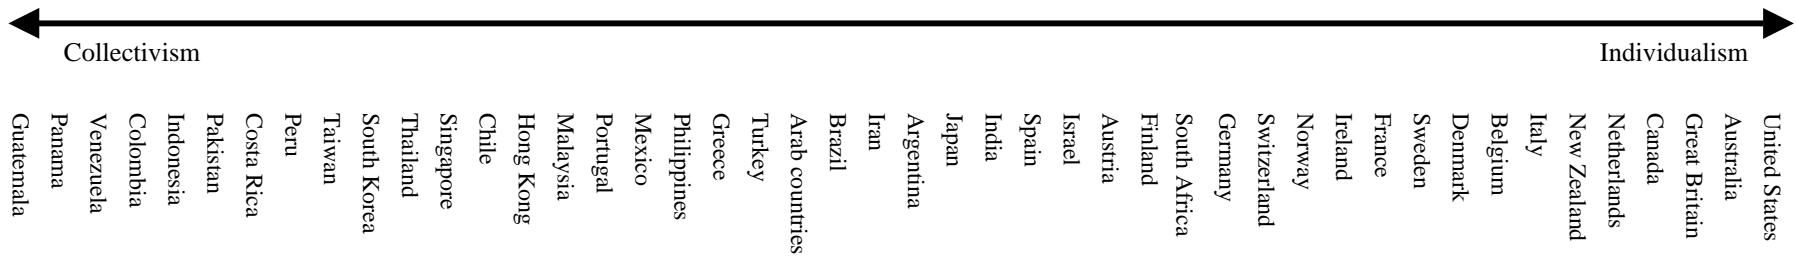 Collectivism
Individualism
Guatemala
Panama
Venezuela
Colombia
Indonesia
Pakistan
Costa Rica
Peru
Taiwan
South Korea
Thailand
Singapore
Chile
Hong Kong
Malaysia
Portugal
Mexico
Philippines
Greece
Turkey
Arab countries
Brazil
Iran
Argentina
Japan
India
Spain
Israel
Austria
Finland
South Africa
Germany
Switzerland
Norway
Ireland
France
Sweden
Denmark
Belgium
Italy
New Zealand
Netherlands
Canada
Great Britain
Australia
United States